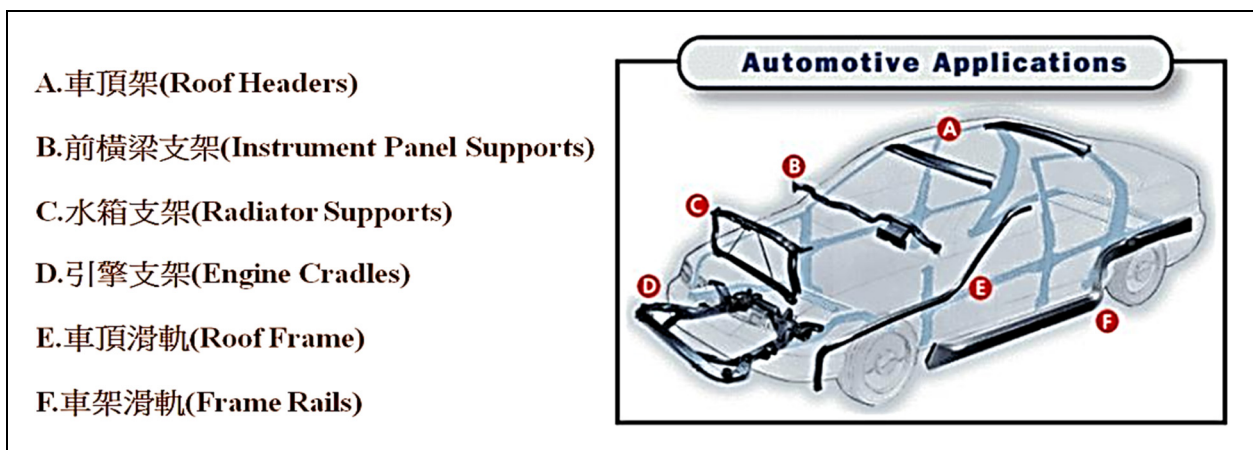 A.車頂架(Roof Headers)
B.前橫梁支架(Instrument Panel Supports)
C.水箱支架(Radiator Supports)
D.引擎支架(Engine Cradles)
E.車頂滑軌(Roof Frame)
F.車架滑軌(Frame Rails)
Automotive Applications
A
B
C
D
E
F